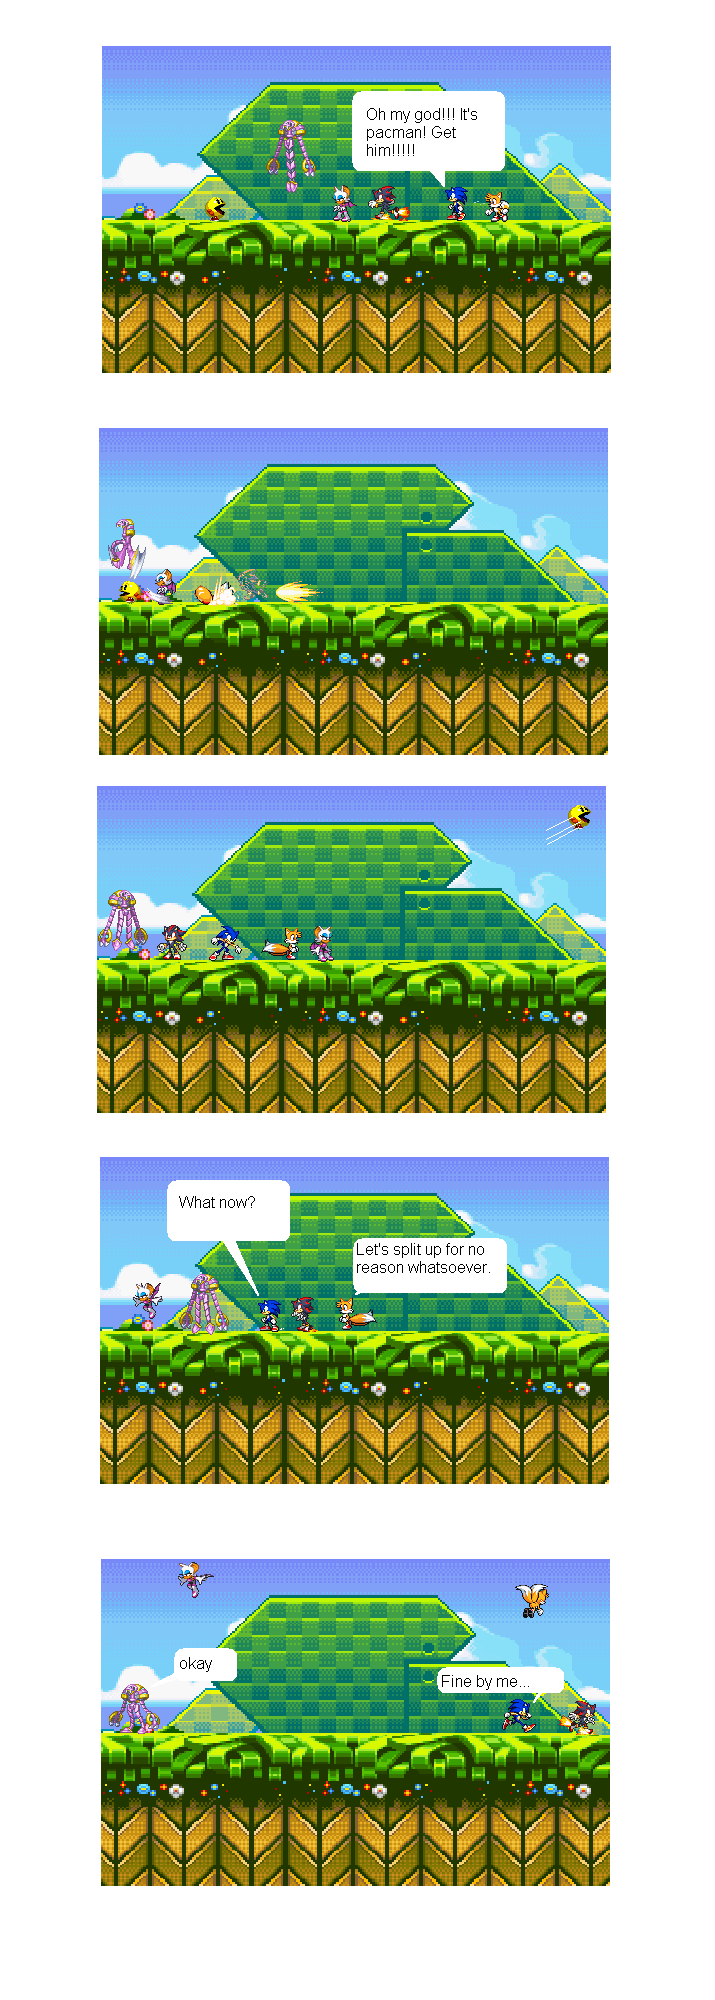 Oh my god!!! It's
pacman! Get
him!!!!!
What now?
Let's split up for no
reason whatsoever.
okay
Fine by me...